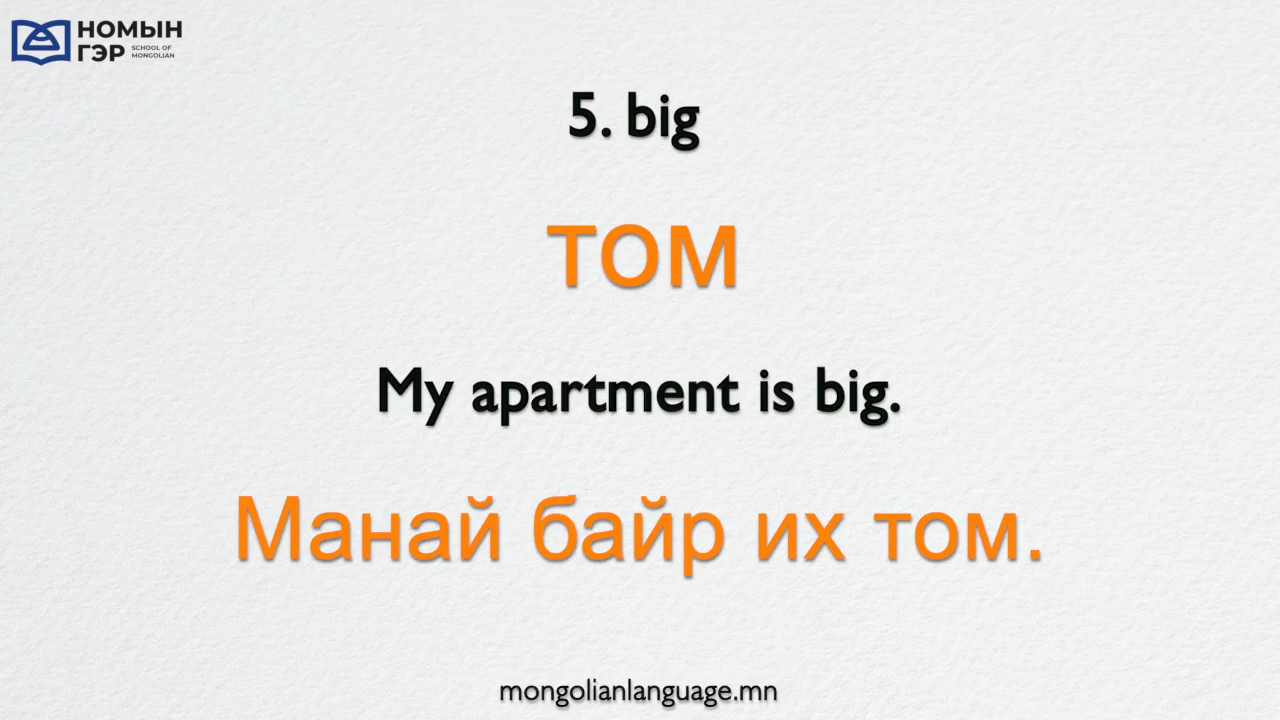 НОМЫН
ГЭР SCHOOL OF
MONGOLIAN
5. big
том
My apartment is big.
Манай байр их том.
mongolianlanguage.mn